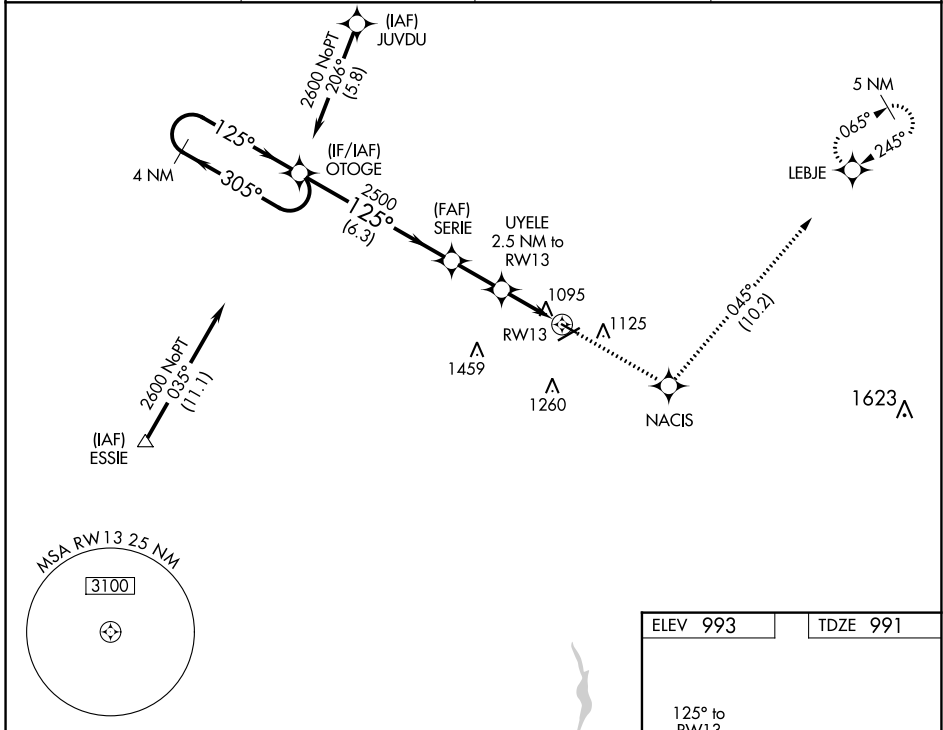 (IAF)
JUVDU
2600 NoPT
206°
(5.8)
125°
305°
4 NM
(IF/IAF)
OTOGE
2500
125°
(6.3)
(FAF)
SERIE
UYELE
2.5 NM to
RW13
5 NM
065°
245°
LEBJE
1095
RW13
1125
1459
1260
045°
(10.2)
NACIS
1623
2600 NoPT
035°
(11.1)
(IAF)
ESSIE
MSA RW13 25 NM
3100
ELEV 993
TDZE 991
125° to
RW13